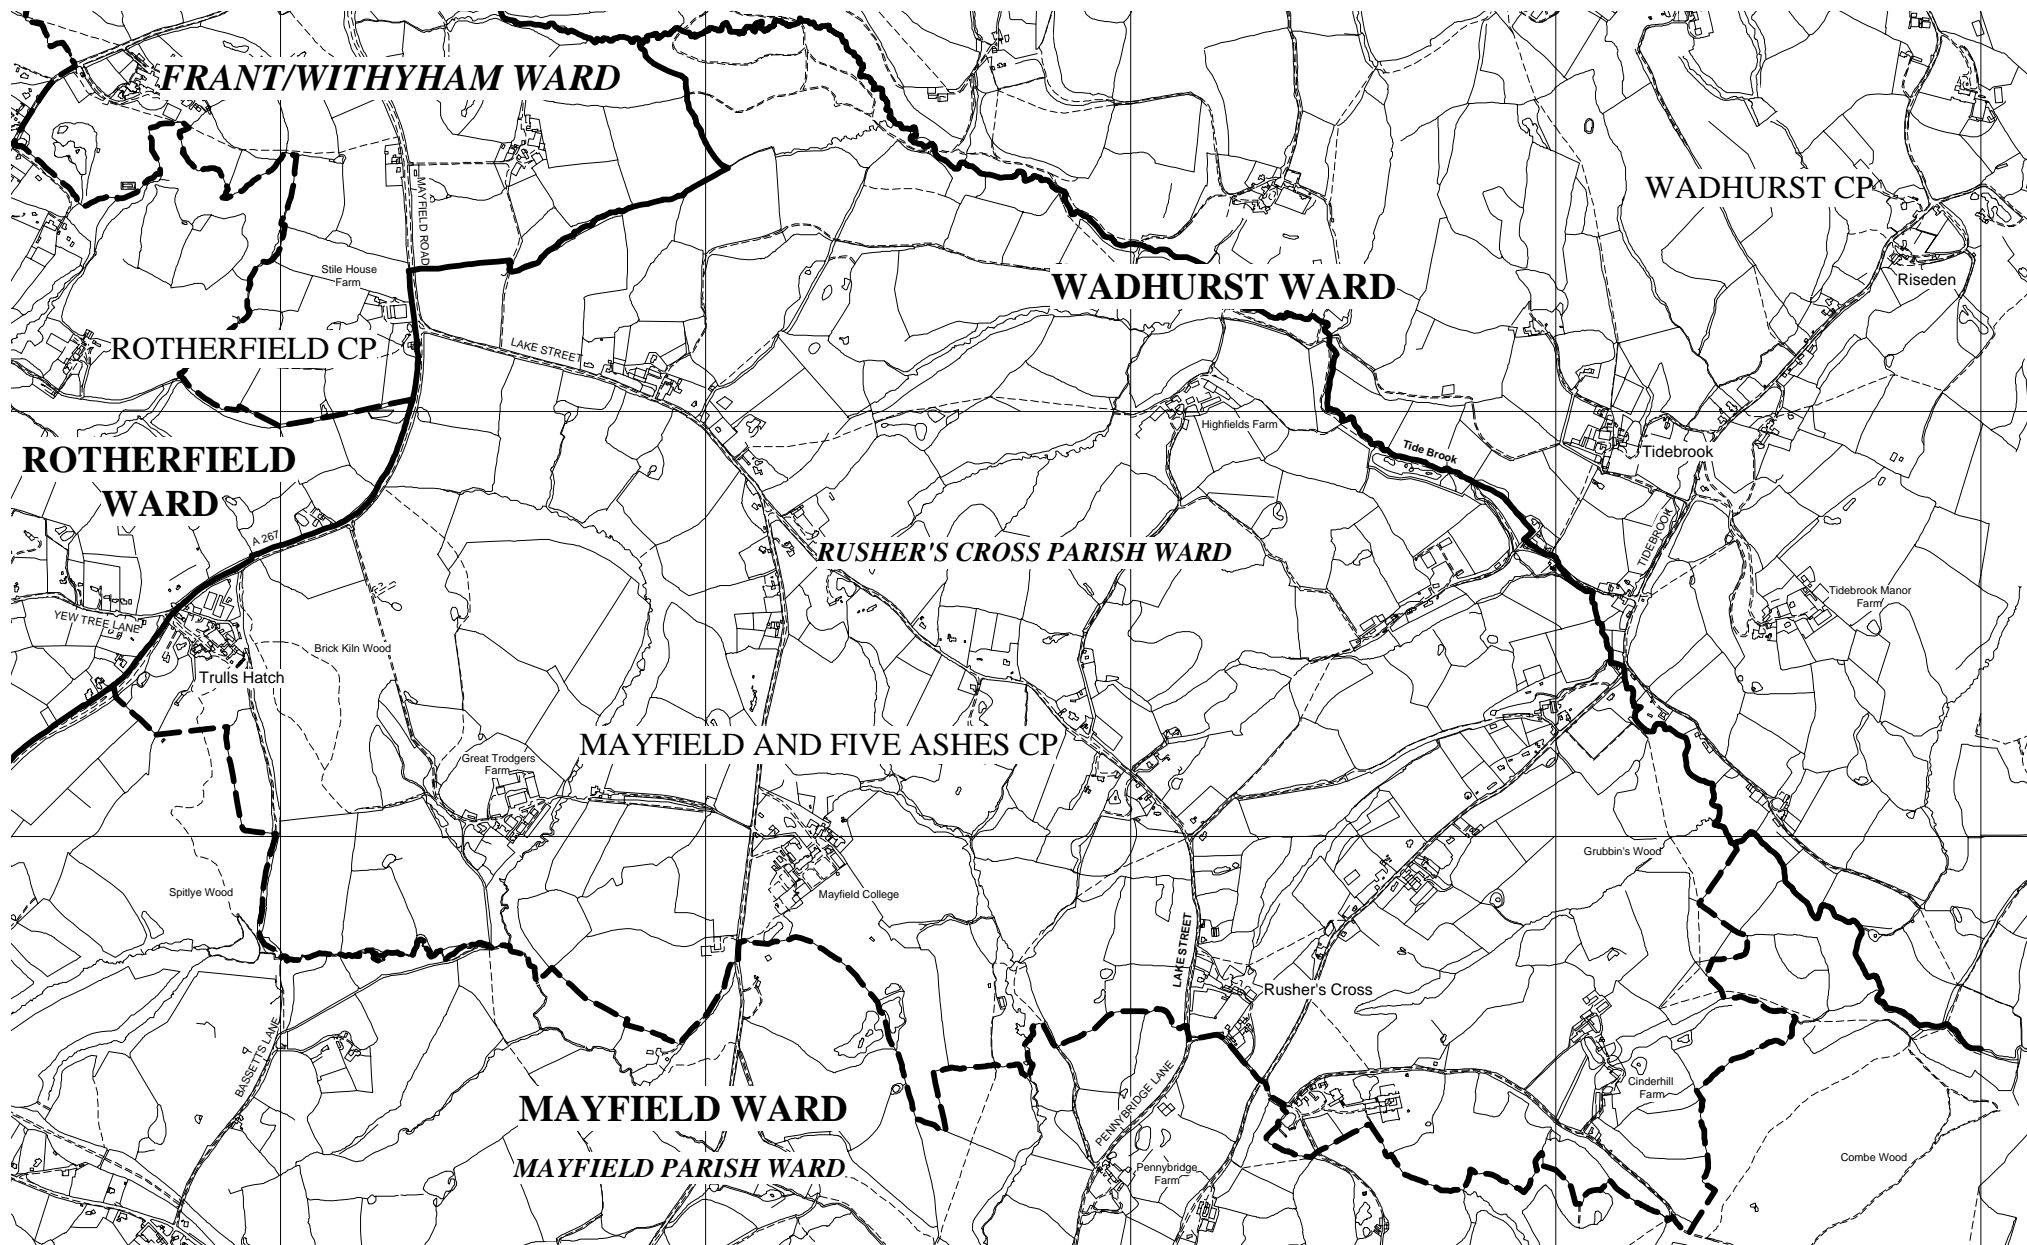 FRANT/WITHYHAM WARD
MAYFIELD ROAD
WADHURST CP
Stile House
Farm
Riseden
WADHURST WARD
ROTHERFIELD CP
LAKE STREET
Highfields Farm
Tide Brook
Tidebrook
ROTHERFIELD
WARD
A 267
TIDEBROOK
RUSHER'S CROSS PARISH WARD
Tidebrook Manor
Farm
YEW TREE LANE
Brick Kiln Wood
Trulls Hatch
MAYFIELD AND FIVE ASHES CP
Great Trodgers
Farm
Grubbin's Wood
Spitlye Wood
Mayfield College
LAKE STREET
Rusher's Cross
BASSETTS LANE
PENNYBRIDGE LANE
Cinderhill
Farm
MAYFIELD WARD
MAYFIELD PARISH WARD
Pennybridge
Farm
Combe Wood